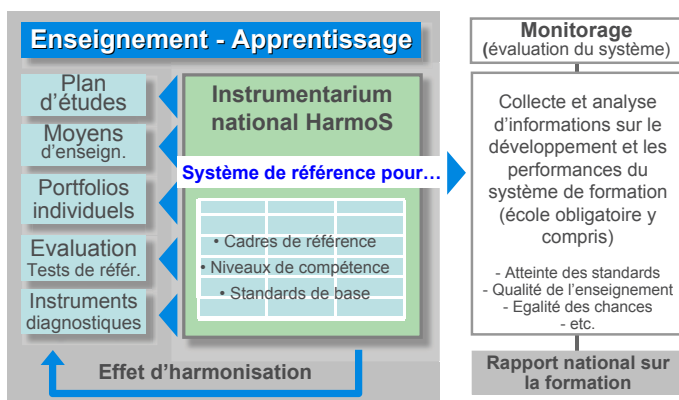 Enseignement - Apprentissage
Plan
d'études
Moyens
d'enseign.
Portfolios
individuels
Evaluation
Tests de référ.
Instruments
diagnostiques
Instrumentarium
national HarmoS
Système de référence pour…
• Cadres de référence
• Niveaux de compétence
• Standards de base
Effet d'harmonisation
Monitorage
(évaluation du système)
Collecte et analyse
d'informations sur le
développement et les
performances du
système de formation
(école obligatoire y
compris)
- Atteinte des standards
- Qualité de l'enseignement
- Egalité des chances
- etc.
Rapport national sur
la formation